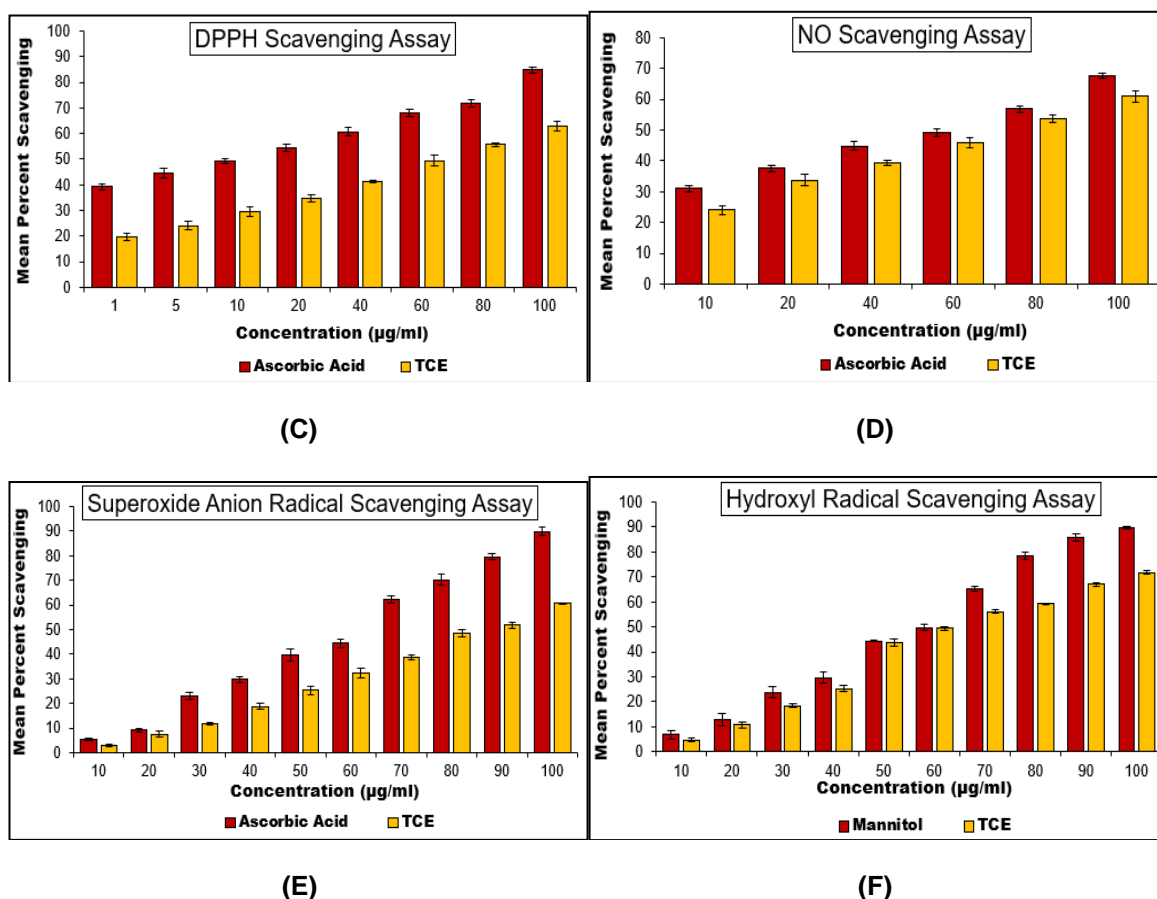 DPPH Scavenging Assay
Mean Percent Scavenging
100
90
80
70
60
50
40
30
20
10
0
1 5 10 20 40 60 80 100
Concentration (µg/ml)
Ascorbic Acid TCE
(C)
NO Scavenging Assay
Mean Percent Scavenging
80
70
60
50
40
30
20
10
0
10 20 40 60 80 100
Concentration (µg/ml)
Ascorbic Acid TCE
(D)
Superoxide Anion Radical Scavenging Assay
Mean Percent Scavenging
100
90
80
70
60
50
40
30
20
10
0
10 20 30 40 50 60 70 80 90 100
Concentration (µg/ml)
Ascorbic Acid TCE
(E)
Hydroxyl Radical Scavenging Assay
Mean Percent Scavenging
100
90
80
70
60
50
40
30
20
10
0
10 20 30 40 50 60 70 80 90 100
Concentration (µg/ml)
Mannitol TCE
(F)